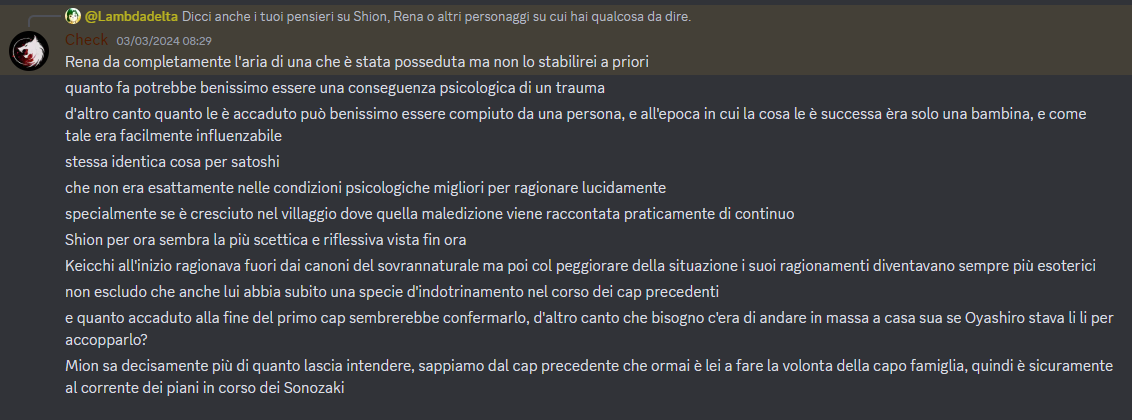 @Lambdadelta Dicci anche i tuoi pensieri su Shion, Rena o altri personaggi su cui hai qualcosa da dire.
Check 03/03/2024 08:29
Rena da completamente l'aria di una che è stata posseduta ma non lo stabilirei a priori
quanto fa potrebbe benissimo essere una conseguenza psicologica di un trauma
d'altro canto quanto le è accaduto può benissimo essere compiuto da una persona, e all'epoca in cui la cosa le è successa èra solo una bambina, e come
tale era facilmente influenzabile
stessa identica cosa per satoshi
che non era esattamente nelle condizioni psicologiche migliori per ragionare lucidamente
specialmente se è cresciuto nel villaggio dove quella maledizione viene raccontata praticamente di continuo
Shion per ora sembra la più scettica e riflessiva vista fin ora
Keicchi all'inizio ragionava fuori dai canoni del sovrannaturale ma poi col peggiorare della situazione i suoi ragionamenti diventavano sempre più esoterici
non escludo che anche lui abbia subito una specie d'indotrinamento nel corso dei cap precedenti
e quanto accaduto alla fine del primo cap sembrerebbe confermarlo, d'altro canto che bisogno c'era di andare in massa a casa sua se Oyashiro stava li li per
accopparlo?
Mion sa decisamente più di quanto lascia intendere, sappiamo dal cap precedente che ormai è lei a fare la volonta della capo famiglia, quindi è sicuramente
al corrente dei piani in corso dei Sonozaki